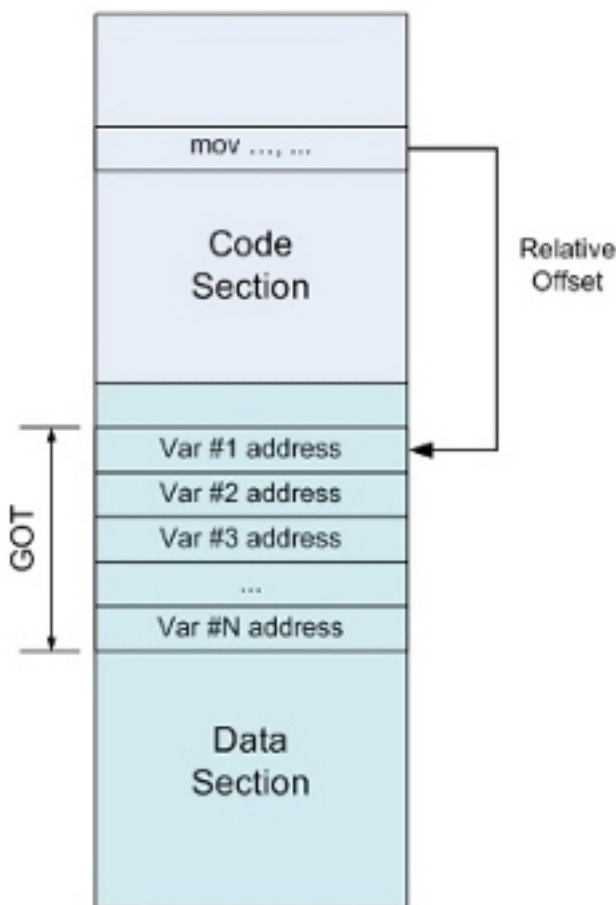 mov ...., ...
Code
Section
Relative
Offset
GOT
Var #1 address
Var #2 address
Var #3 address
...
Var #N address
Data
Section